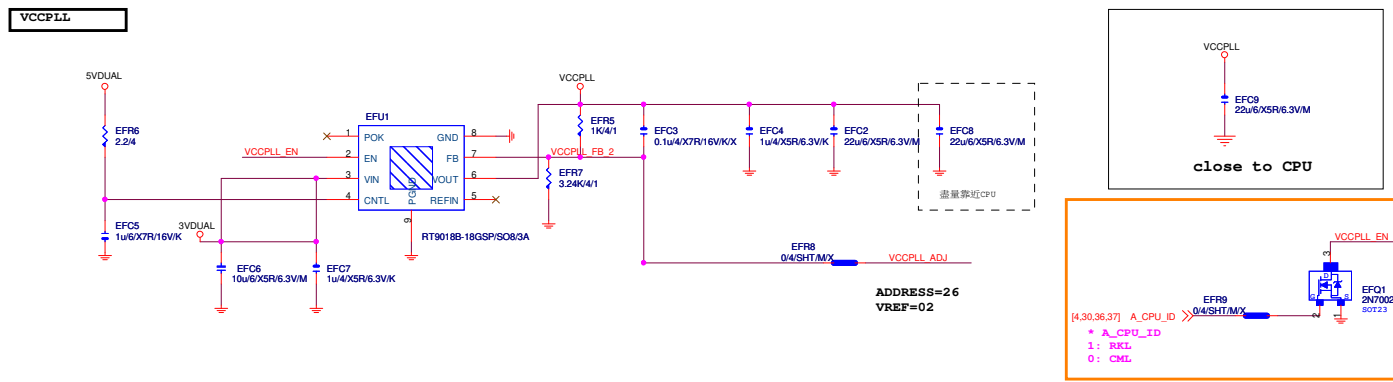 VCCPLL
5VDUAL
EFR6
2.2/4
EFC5
1u/6/X7R/16V/K
3VDUAL
EFC6
10u/6/X5R/6.3V/M
EFC7
1u/4/X5R/6.3V/K
VCCPLL_EN
EFU1
1 POK
2 EN
3 VIN
4 CNTL
GND 8
FB 7
VOUT 6
REFIN 5
PGND
9
RT9018B-18GSP/SO8/3A
VCCPLL
EFR5
1K/4/1
VCCPLL_FB_2
EFR7
3.24K/4/1
EFC3
0.1u/4/X7R/16V/K/X
EFC4
1u/4/X5R/6.3V/K
EFC2
22u/6/X5R/6.3V/M
EFC8
22u/6/X5R/6.3V/M
盡量靠近CPU
EFR8
0/4/SHT/M/X
VCCPLL_ADJ
ADDRESS=26
VREF=02
VCCPLL
EFC9
22u/6/X5R/6.3V/M
close to CPU
VCCPLL_EN
3
D
G
S
2
1
EFQ1
2N7002
SOT23
EFR9
0/4/SHT/M/X
[4,30,36,37] A_CPU_ID
* A_CPU_ID
1: RKL
0: CML